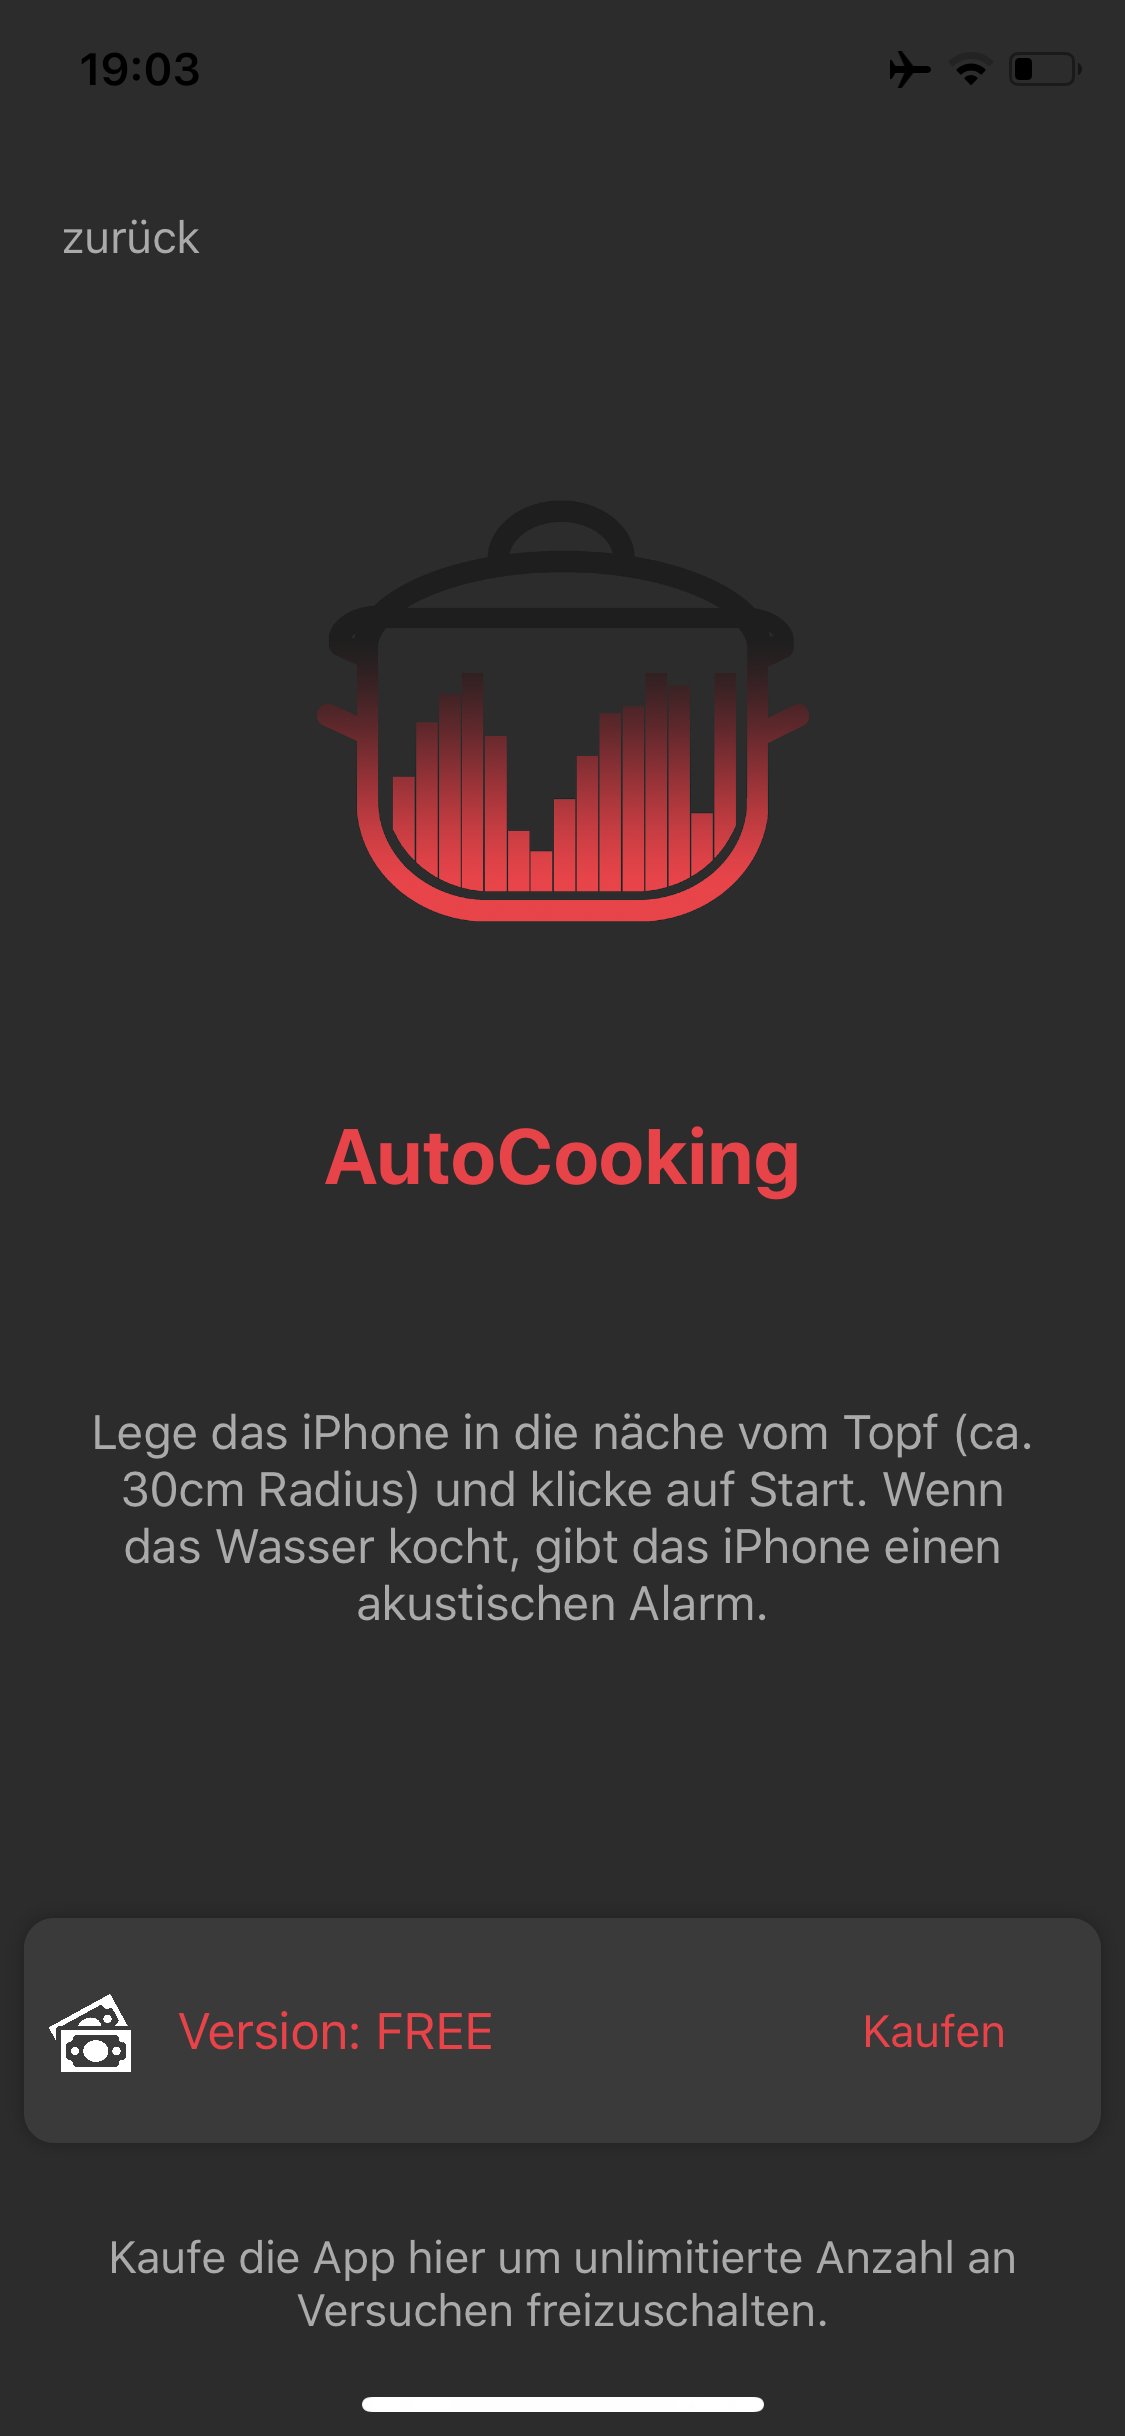 19:03
zurück
AutoCooking
Lege das iPhone in die näche vom Topf (ca.
30cm Radius) und klicke auf Start. Wenn
das Wasser kocht, gibt das iPhone einen
akustischen Alarm.
Version: FREE
Kaufen
Kaufe die App hier um unlimitierte Anzahl an
Versuchen freizuschalten.